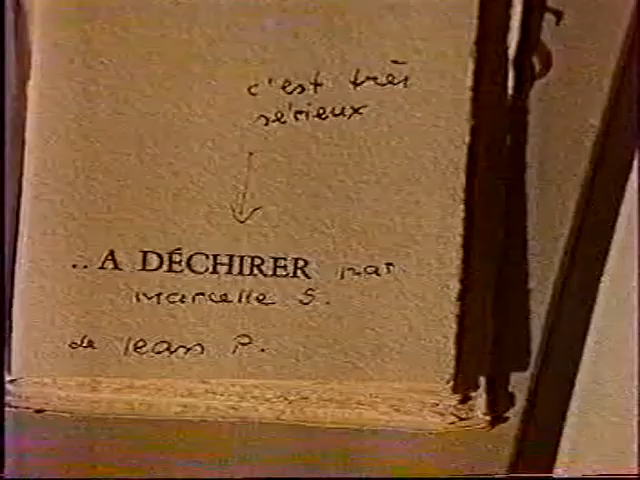 c'est très
sérieux
..A DÉCHIRER par
Marcelle S.
de Jean P.